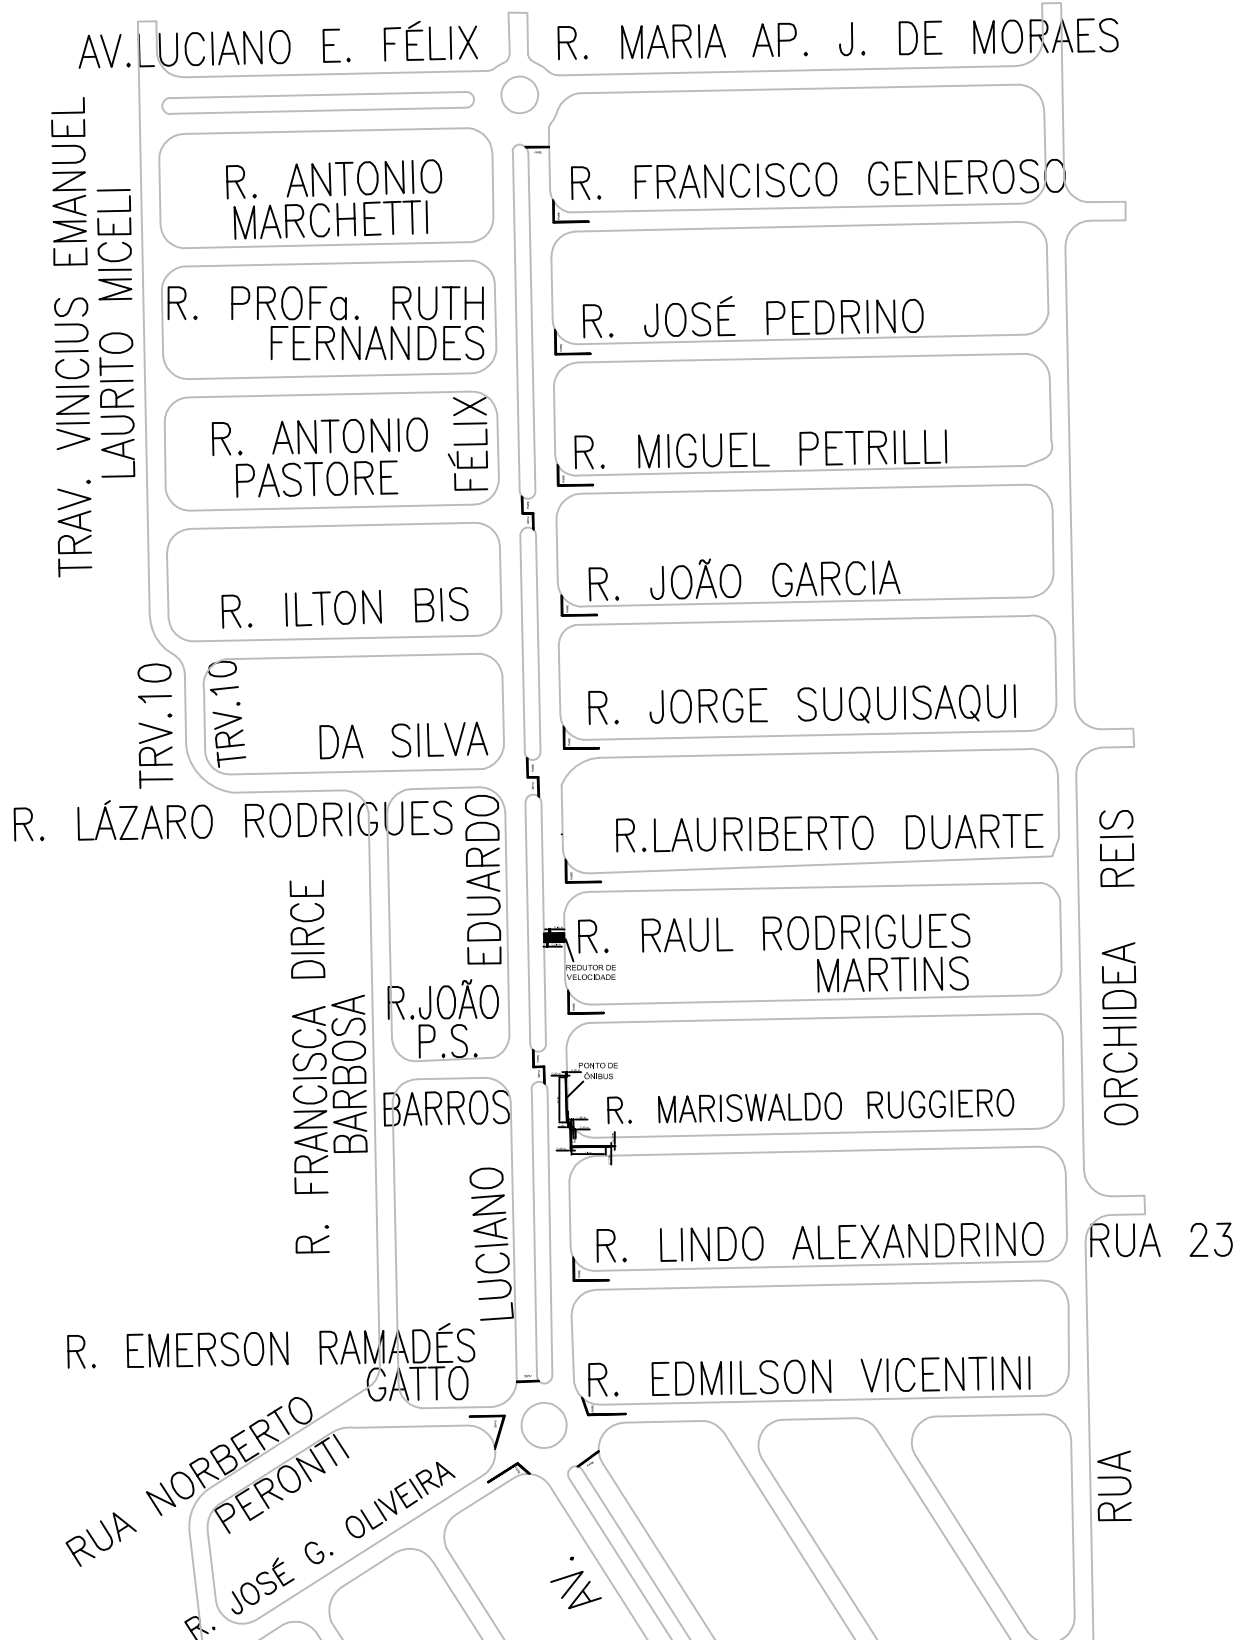 AV.LUCIANO E. FÉLIX
R. MARIA AP. J. DE MORAES
TRAV. VINICIUS EMANUEL
LAURITO MICELI
R. ANTONIO
MARCHETTI
R. FRANCISCO GENEROSO
R. PROFa. RUTH
FERNANDES
R. JOSÉ PEDRINO
R. ANTONIO
PASTORE
FÉLIX
R. MIGUEL PETRILLI
R. ILTON BIS
R. JOÃO GARCIA
TRV.10
TRV.10
DA SILVA
R. JORGE SUQUISAQUI
R. LÁZARO RODRIGUES
EDUARDO
R.LAURIBERTO DUARTE
ORCHIDEA REIS
R. FRANCISCA DIRCE
BARBOSA
R. RAUL RODRIGUES
MARTINS
REDUTOR DE
VELOCIDADE
R.JOÃO
P.S.
BARROS
PONTO DE
ÔNIBUS
R. MARISWALDO RUGGIERO
LUCIANO
R. LINDO ALEXANDRINO
RUA 23
R. EMERSON RAMADÉS
GATTO
R. EDMILSON VICENTINI
RUA NORBERTO
PERONTI
R. JOSÉ G. OLIVEIRA
AV.
RUA